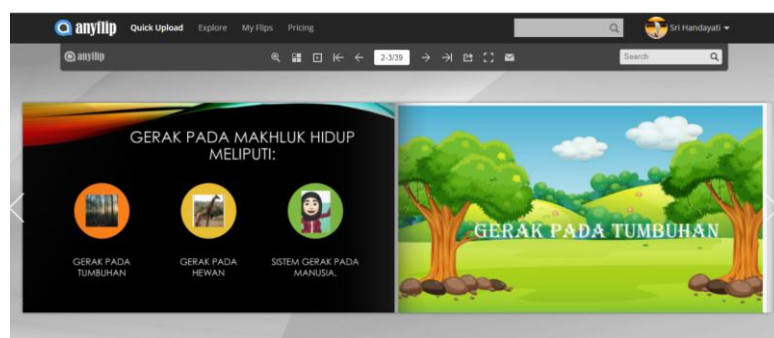 anyflip Quick Upload Explore My Flips Pricing Sri Handayati
anyflip 2-3/39 Search
GERAK PADA MAKHLUK HIDUP
MELIPUTI:
GERAK PADA
TUMBUHAN
GERAK PADA
HEWAN
SISTEM GERAK PADA
MANUSIA.
GERAK PADA TUMBUHAN